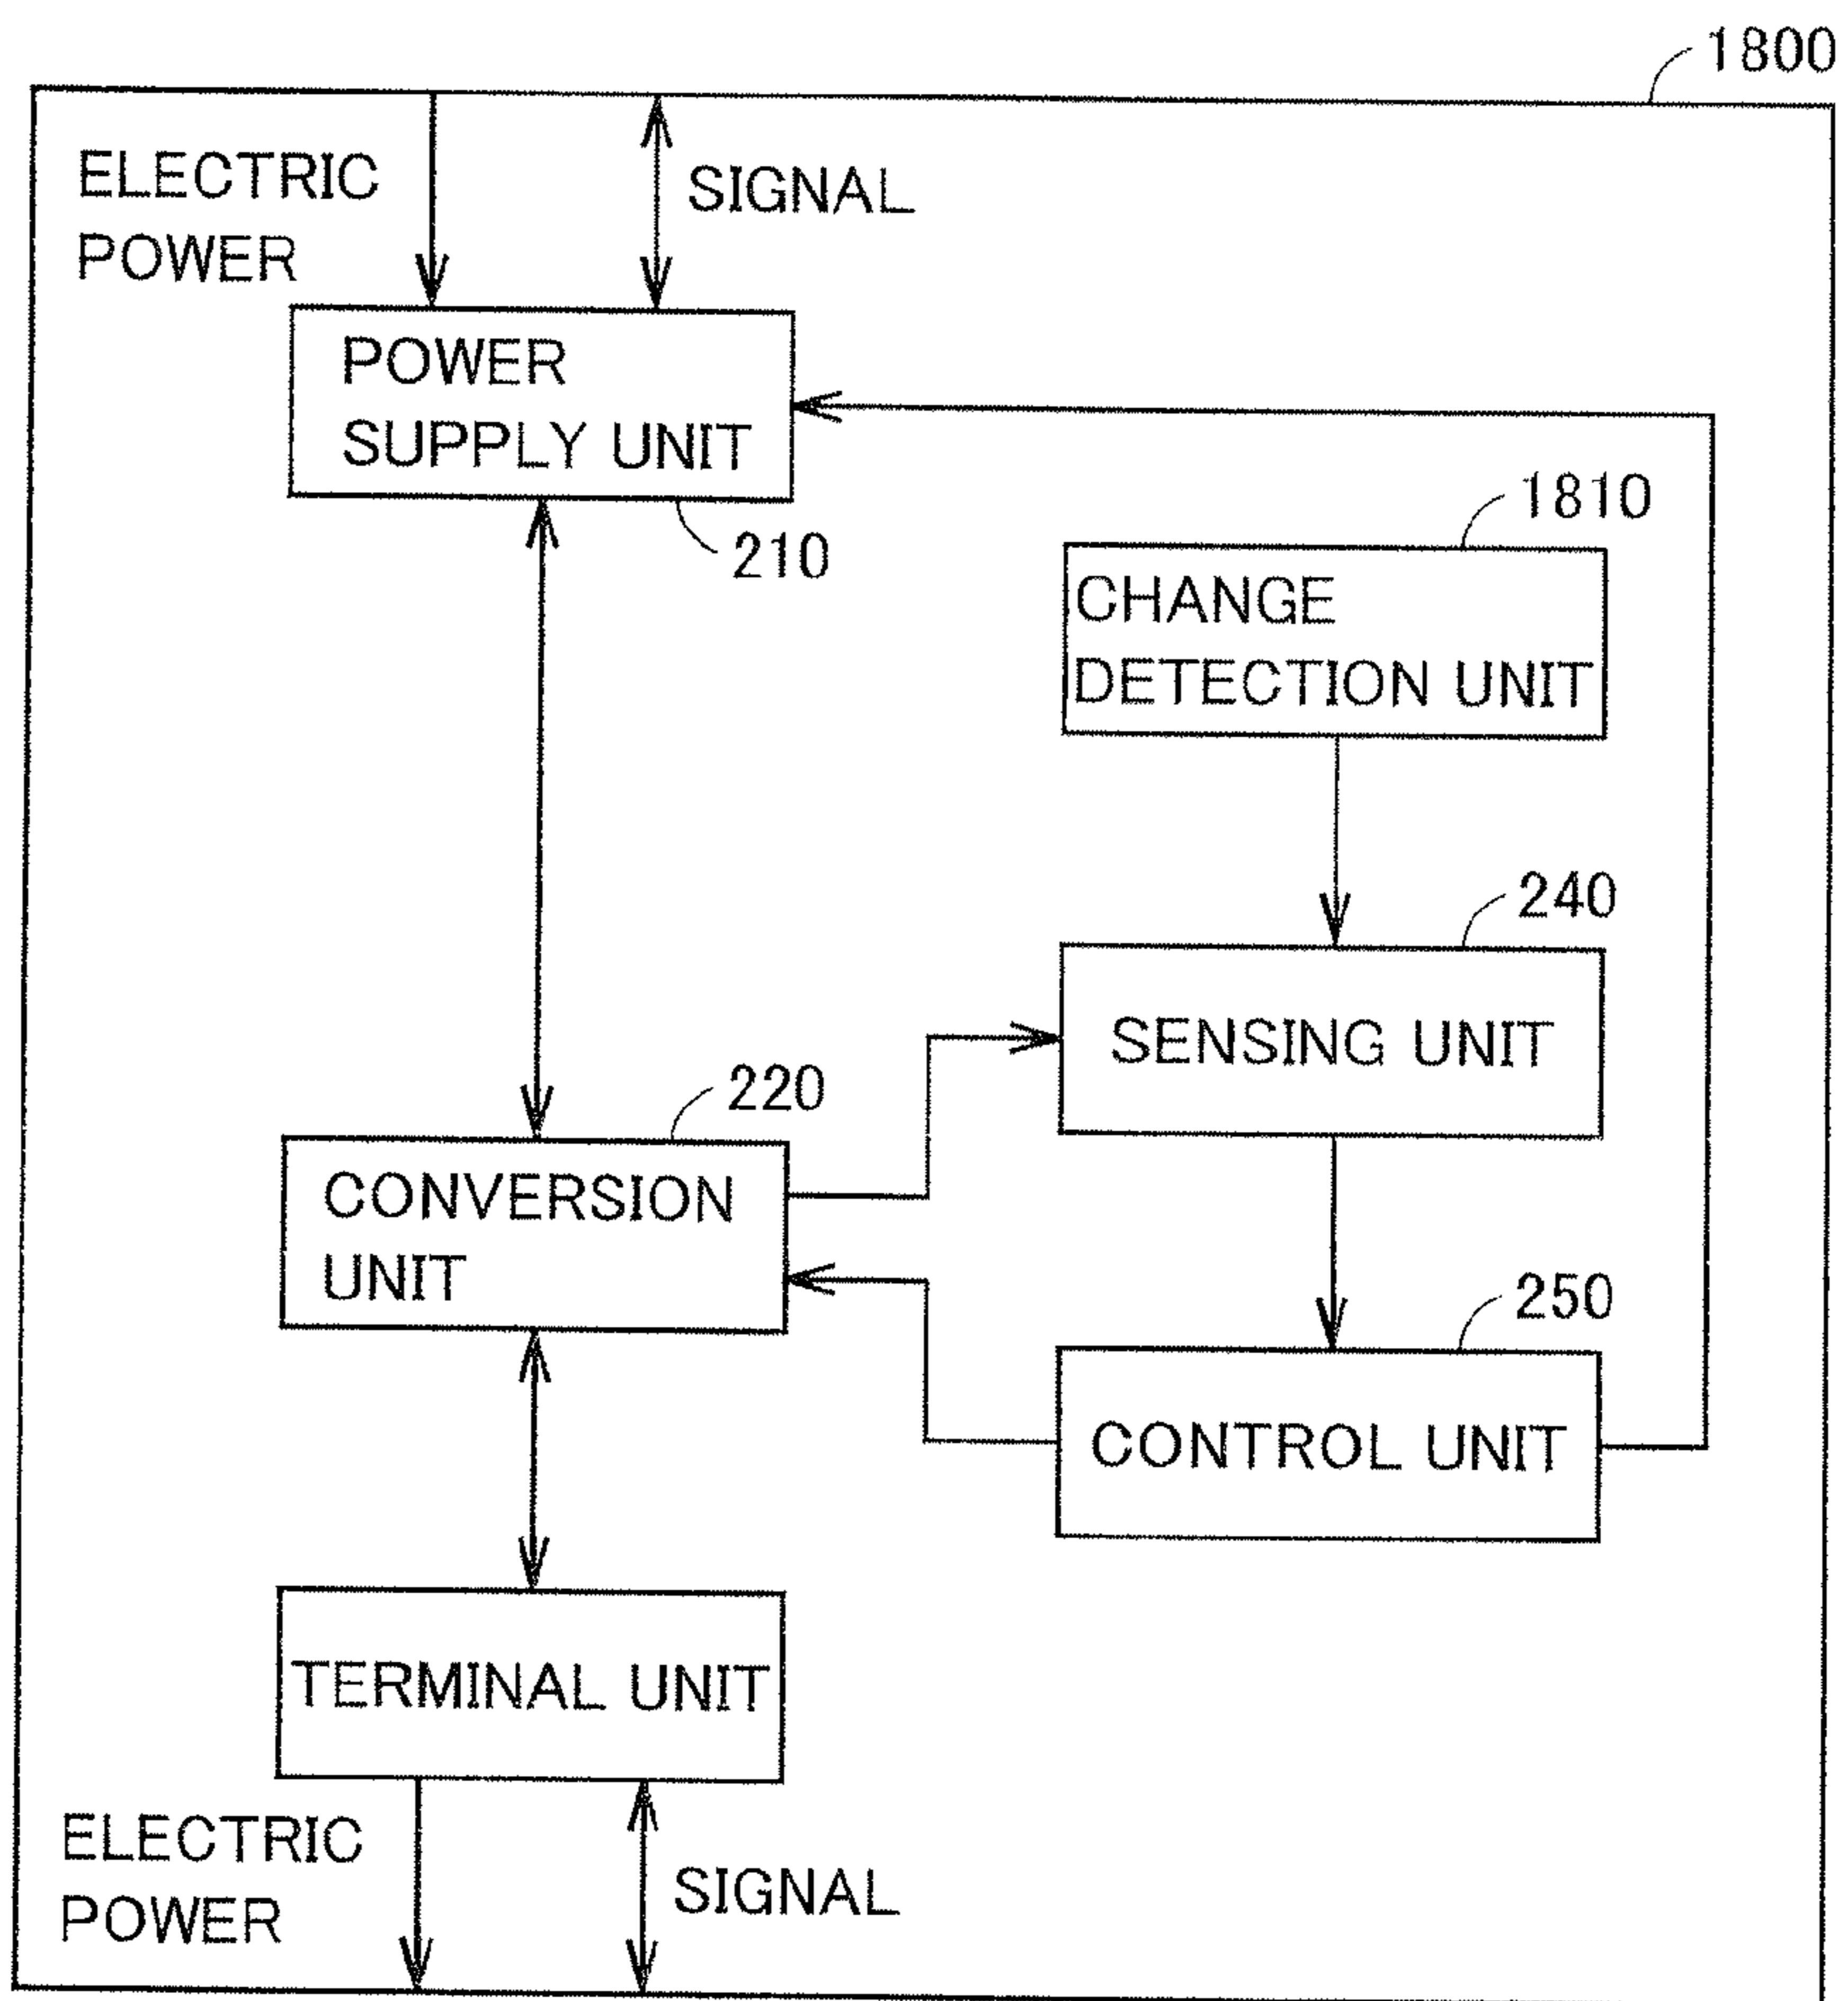 1800
ELECTRIC
POWER
SIGNAL
POWER
SUPPLY UNIT
210
1810
CHANGE
DETECTION UNIT
240
SENSING UNIT
220
CONVERSION
UNIT
250
CONTROL UNIT
TERMINAL UNIT
ELECTRIC
POWER
SIGNAL